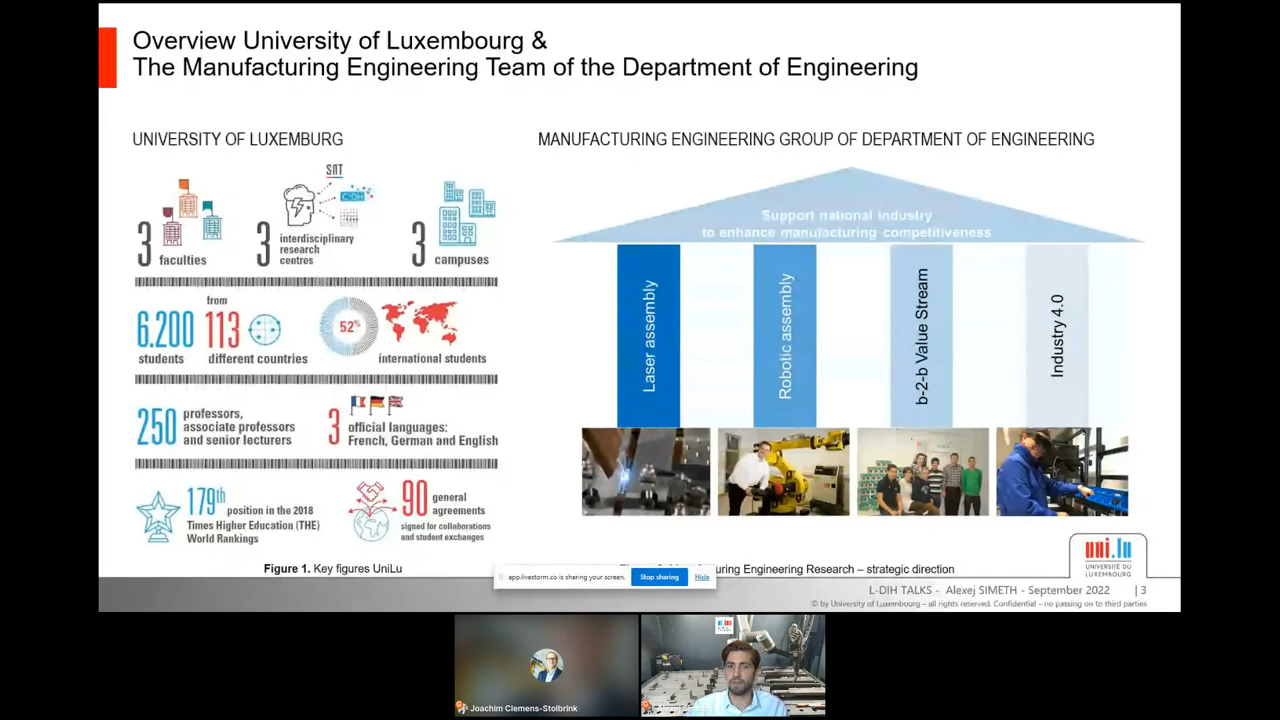 Overview University of Luxembourg &
The Manufacturing Engineering Team of the Department of Engineering
UNIVERSITY OF LUXEMBURG
SnT
3
faculties
3
interdisciplinary
research
centres
3
campuses
6.200
students
from
113
different countries
52%
international students
250
professors,
associate professors
and senior lecturers
3
official languages:
French, German and English
179th
position in the 2018
Times Higher Education (THE)
World Rankings
90
general
agreements
signed for collaborations
and student exchanges
Figure 1. Key figures UniLu
MANUFACTURING ENGINEERING GROUP OF DEPARTMENT OF ENGINEERING
Support national industry
to enhance manufacturing competitiveness
Laser assembly
Robotic assembly
b-2-b Value Stream
Industry 4.0
uring Engineering Research – strategic direction
app.livestorm.co is sharing your screen.
Stop sharing
Hide
uni.lu
UNIVERSITÉ DU
LUXEMBOURG
L-DIH TALKS - Alexej SIMETH - September 2022 | 3
© by University of Luxembourg – all rights reserved. Confidential – no passing on to third parties
Joachim Clemens-Stolbrink